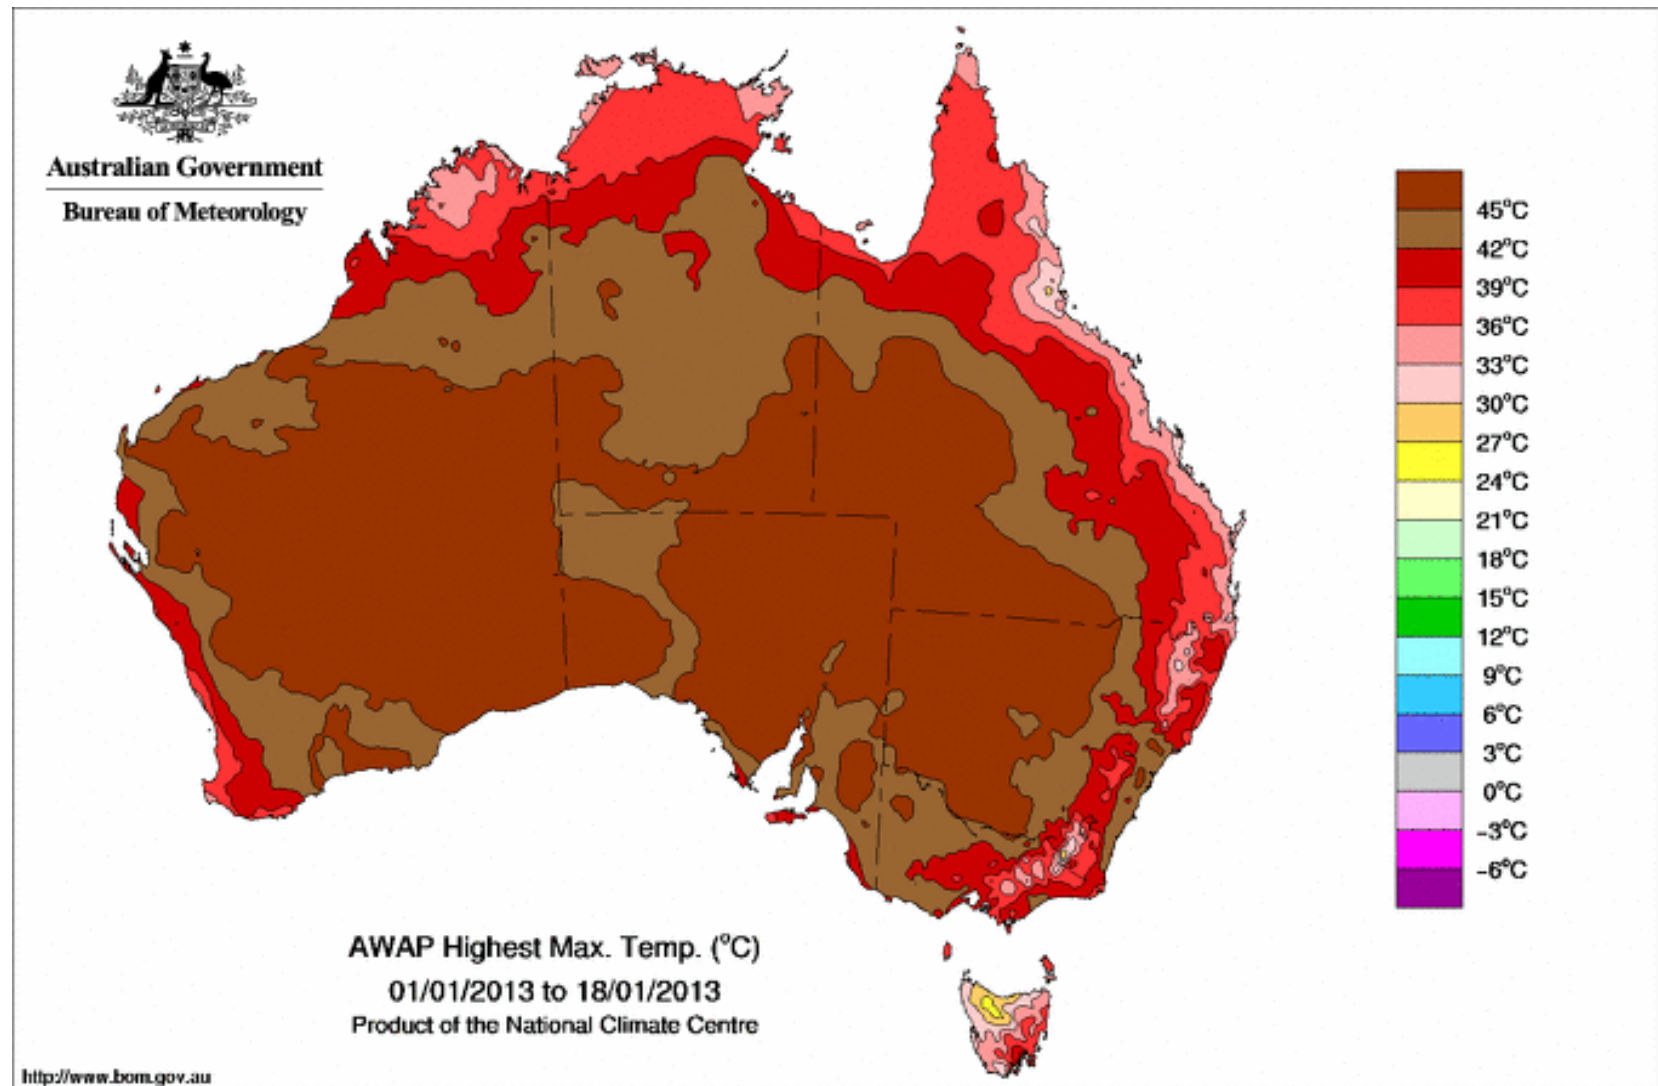 Australian Government
Bureau of Meteorology
45°C
42°C
39°C
36°C
33°C
30°C
27°C
24°C
21°C
18°C
15°C
12°C
9°C
6°C
3°C
0°C
-3°C
-6°C
AWAP Highest Max. Temp. (°C)
01/01/2013 to 18/01/2013
Product of the National Climate Centre
http://www.bom.gov.au